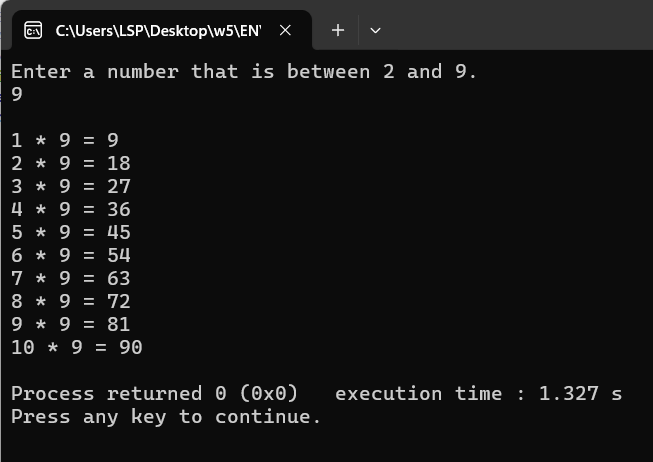 C:\Users\LSP\Desktop\w5\EN'
Enter a number that is between 2 and 9.
9
1 * 9 = 9
2 * 9 = 18
3 * 9 = 27
4 * 9 = 36
5 * 9 = 45
6 * 9 = 54
7 * 9 = 63
8 * 9 = 72
9 * 9 = 81
10 * 9 = 90
Process returned 0 (0x0)   execution time : 1.327 s
Press any key to continue.